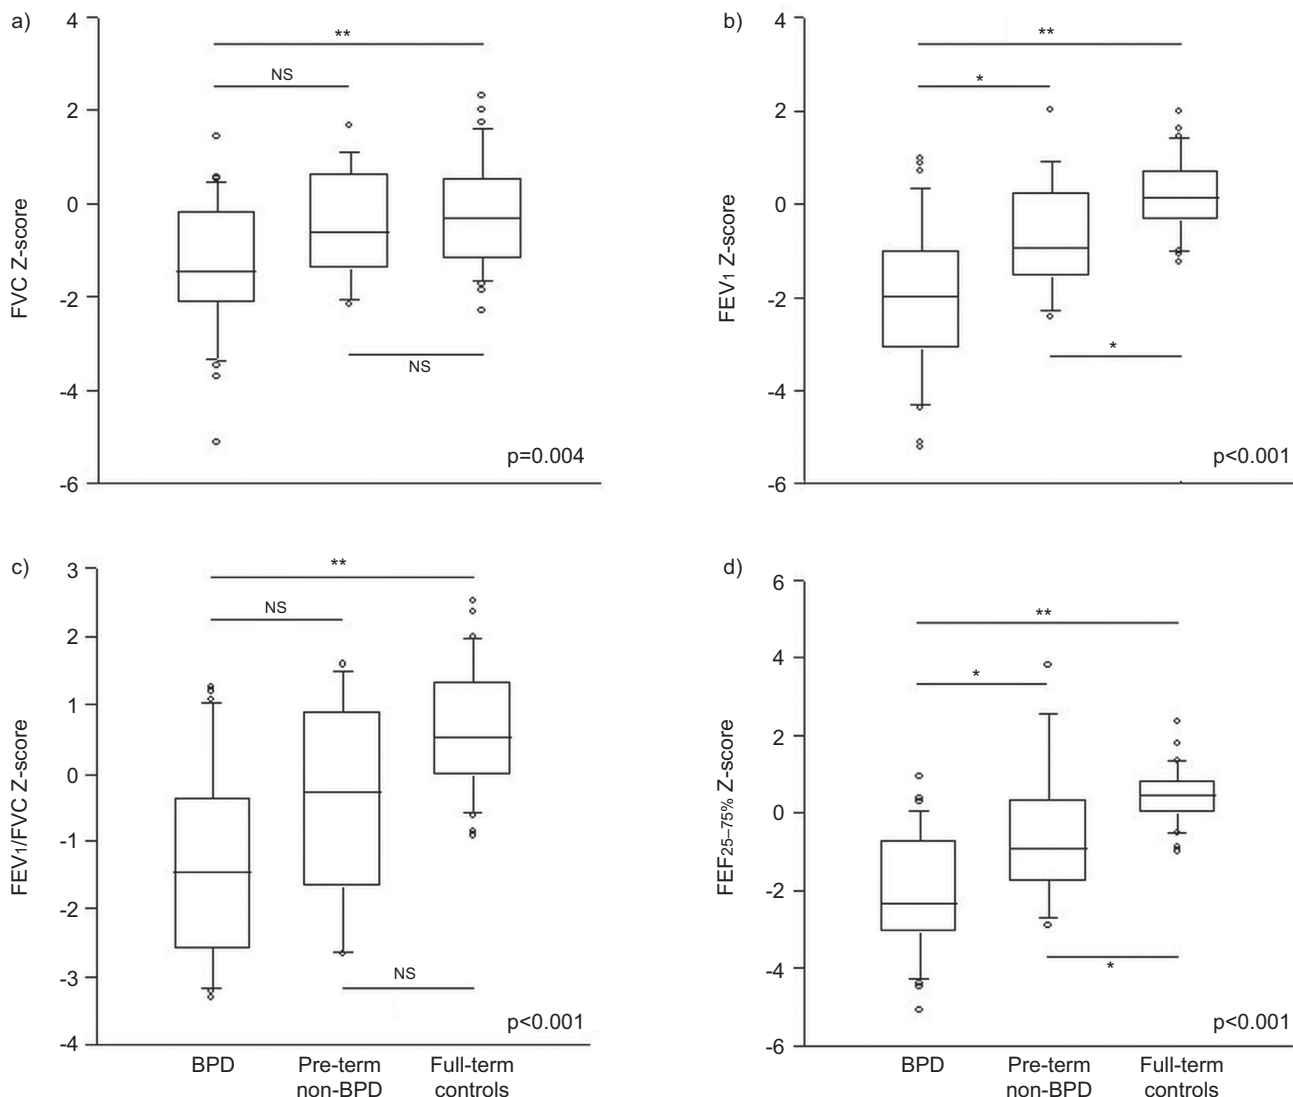 a)
4
2
0
-2
-4
-6
FVC Z-score
**
NS
NS
p=0.004
b)
4
2
0
-2
-4
-6
FEV1 Z-score
**
*
*
p<0.001
c)
3
2
1
0
-1
-2
-3
-4
FEV1/FVC Z-score
**
NS
NS
p<0.001
BPD
Pre-term
non-BPD
Full-term
controls
d)
6
4
2
0
-2
-4
-6
FEF25–75% Z-score
**
*
*
p<0.001
BPD
Pre-term
non-BPD
Full-term
controls